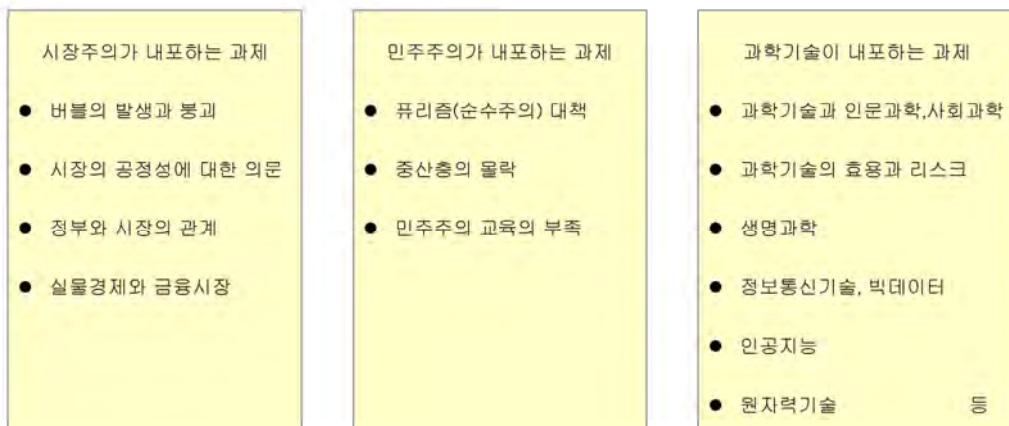 시장주의가 내포하는 과제
● 버블의 발생과 붕괴
● 시장의 공정성에 대한 의문
● 정부와 시장의 관계
● 실물경제와 금융시장
민주주의가 내포하는 과제
● 퓨리즘(순수주의) 대책
● 중산층의 몰락
● 민주주의 교육의 부족
과학기술이 내포하는 과제
● 과학기술과 인문과학,사회과학
● 과학기술의 효용과 리스크
● 생명과학
● 정보통신기술, 빅데이터
● 인공지능
● 원자력기술 등